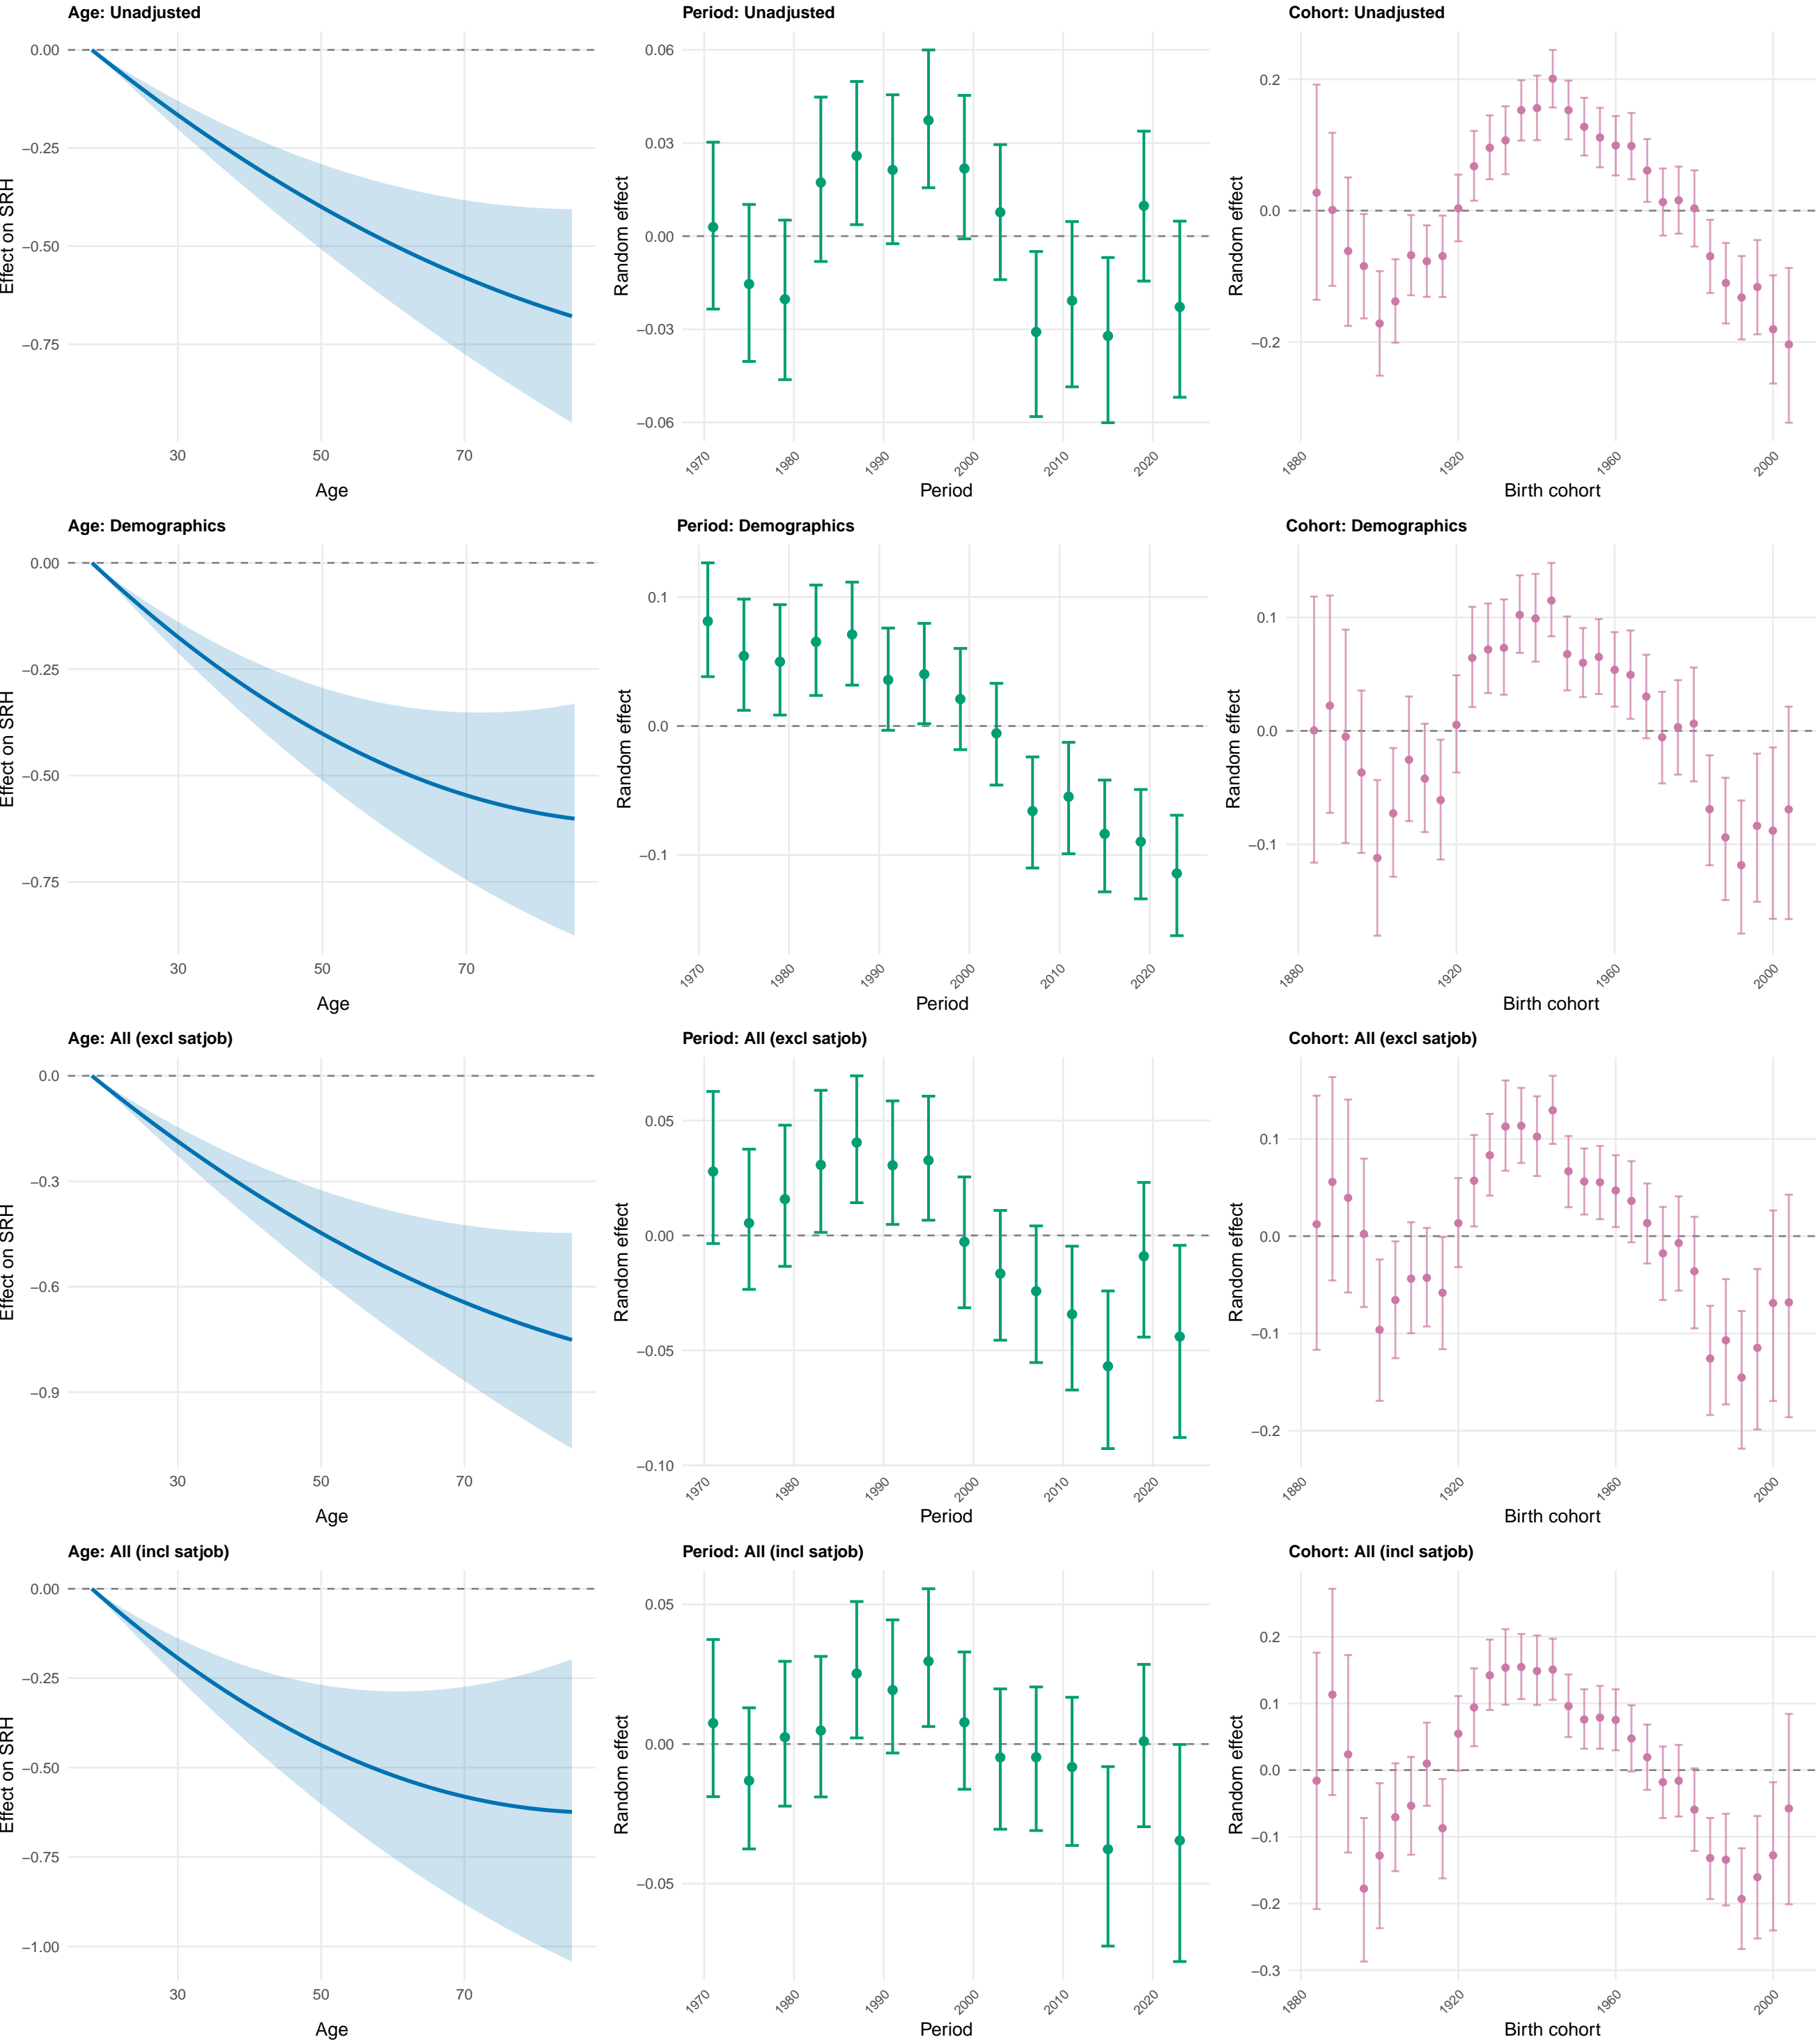 Age: Unadjusted
Effect on SRH
0.00
−0.25
−0.50
−0.75
30 50 70
Age
Period: Unadjusted
Random effect
0.06
0.03
0.00
−0.03
−0.06
1970 1980 1990 2000 2010 2020
Period
Cohort: Unadjusted
Random effect
0.2
0.0
−0.2
1880 1920 1960 2000
Birth cohort
Age: Demographics
Effect on SRH
0.00
−0.25
−0.50
−0.75
30 50 70
Age
Period: Demographics
Random effect
0.1
0.0
−0.1
1970 1980 1990 2000 2010 2020
Period
Cohort: Demographics
Random effect
0.1
0.0
−0.1
1880 1920 1960 2000
Birth cohort
Age: All (excl satjob)
Effect on SRH
0.0
−0.3
−0.6
−0.9
30 50 70
Age
Period: All (excl satjob)
Random effect
0.05
0.00
−0.05
−0.10
1970 1980 1990 2000 2010 2020
Period
Cohort: All (excl satjob)
Random effect
0.1
0.0
−0.1
−0.2
1880 1920 1960 2000
Birth cohort
Age: All (incl satjob)
Effect on SRH
0.00
−0.25
−0.50
−0.75
−1.00
30 50 70
Age
Period: All (incl satjob)
Random effect
0.05
0.00
−0.05
1970 1980 1990 2000 2010 2020
Period
Cohort: All (incl satjob)
Random effect
0.2
0.1
0.0
−0.1
−0.2
−0.3
1880 1920 1960 2000
Birth cohort